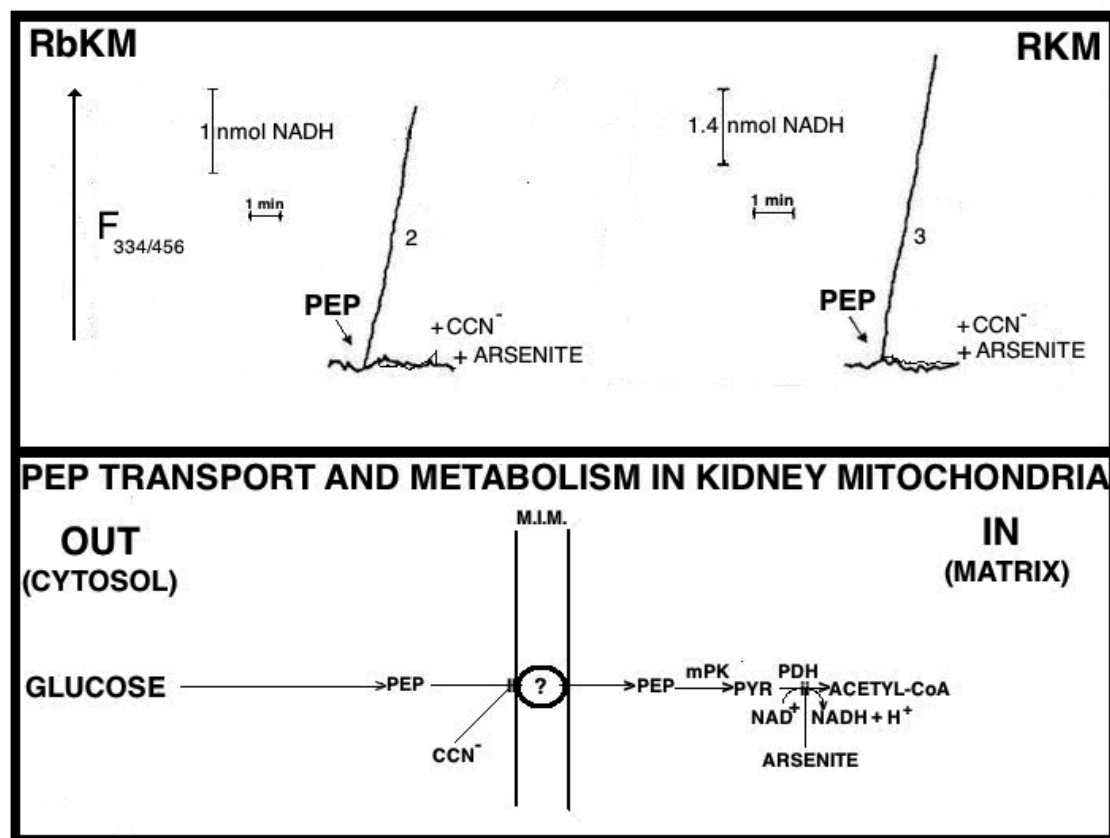 RbKM
RKM
1 nmol NADH
1.4 nmol NADH
1 min
1 min
F334/456
2
3
PEP
PEP
+CCN-
+ ARSENITE
+CCN-
+ ARSENITE
PEP TRANSPORT AND METABOLISM IN KIDNEY MITOCHONDRIA
M.I.M.
OUT
(CYTOSOL)
IN
(MATRIX)
GLUCOSE
PEP
?
PEP
mPK
PYR
PDH
ACETYL-CoA
NAD+
NADH + H+
CCN-
ARSENITE